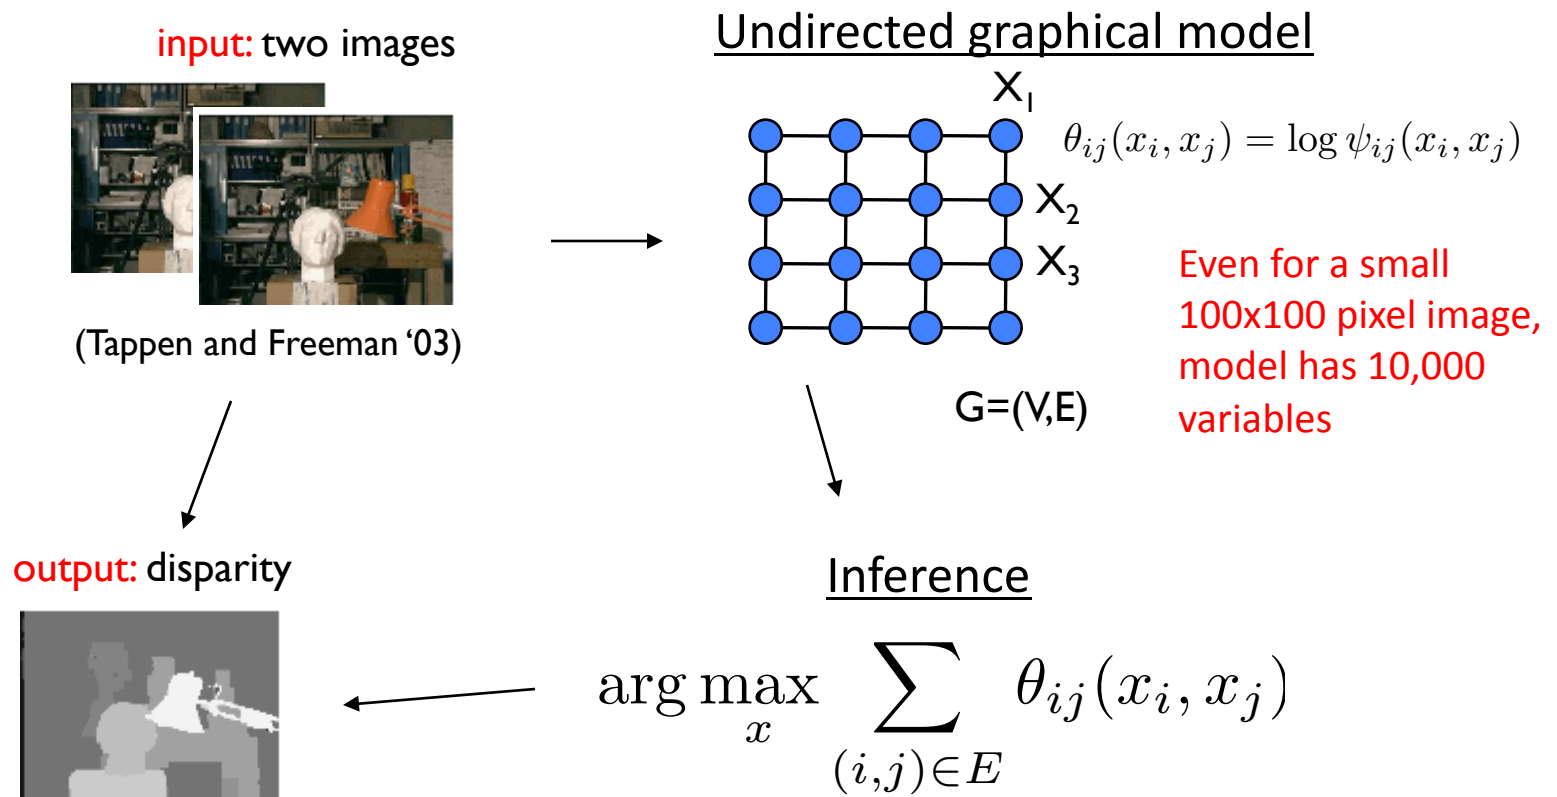 input: two images
(Tappen and Freeman ‘03)
Undirected graphical model
X₁
θᵢⱼ(xᵢ, xⱼ) = log ψᵢⱼ(xᵢ, xⱼ)
X₂
X₃
Even for a small
100x100 pixel image,
model has 10,000
variables
G=(V,E)
output: disparity
Inference
arg max
x
∑
(i,j)∈E
θᵢⱼ(xᵢ, xⱼ)